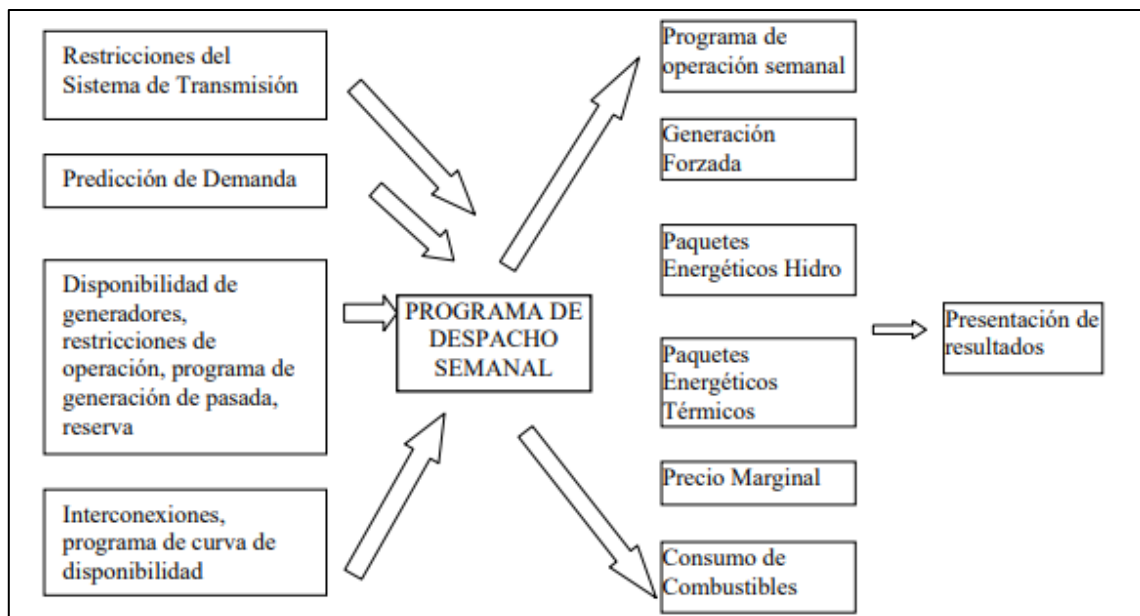 Restricciones del
Sistema de Transmisión
Predicción de Demanda
Disponibilidad de
generadores,
restricciones de
operación, programa de
generación de pasada,
reserva
Interconexiones,
programa de curva de
disponibilidad
PROGRAMA DE
DESPACHO
SEMANAL
Programa de
operación semanal
Generación
Forzada
Paquetes
Energéticos Hidro
Paquetes
Energéticos
Térmicos
Precio Marginal
Consumo de
Combustibles
Presentación de
resultados